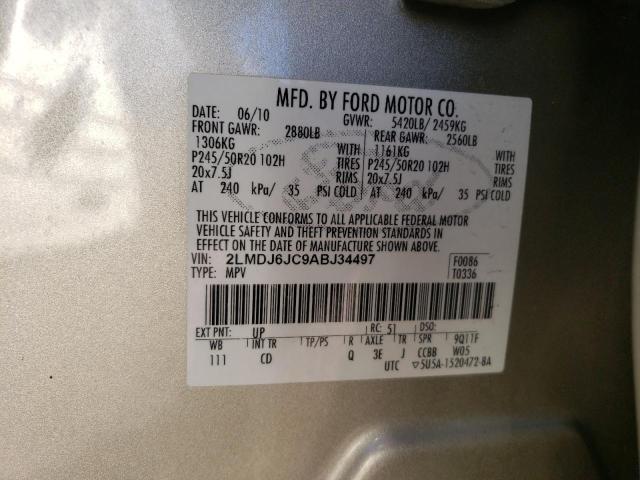 MFD. BY FORD MOTOR CO.
DATE: 06/10 GVWR: 5420LB/ 2459KG
FRONT GAWR: 2880LB REAR GAWR: 2560LB
1306KG WITH 1161KG WITH
P245/50R20 102H TIRES P245/50R20 102H TIRES
20x7.5J RIMS 20x7.5J RIMS
AT 240 kPa/ 35 PSI COLD AT 240 kPa/ 35 PSI COLD
THIS VEHICLE CONFORMS TO ALL APPLICABLE FEDERAL MOTOR
VEHICLE SAFETY AND THEFT PREVENTION STANDARDS IN
EFFECT ON THE DATE OF MANUFACTURE SHOWN ABOVE.
VIN: 2LMDJ6JC9ABJ34497 F0086
TYPE: MPV T0336
EXT PNT: UP RC: 51 DSO:
WB INT TR TP/PS R AXLE TR SPR 9Q11F
111 CD Q 3E J CCBB W05
UTC ▽5U5A-1520472-BA